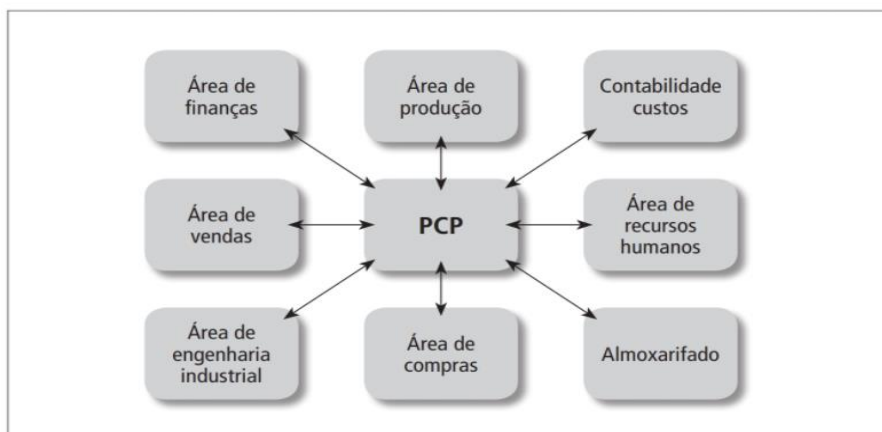 Área de
finanças
Área de
produção
Contabilidade
custos
Área de
vendas
PCP
Área de
recursos
humanos
Área de
engenharia
industrial
Área de
compras
Almoxarifado